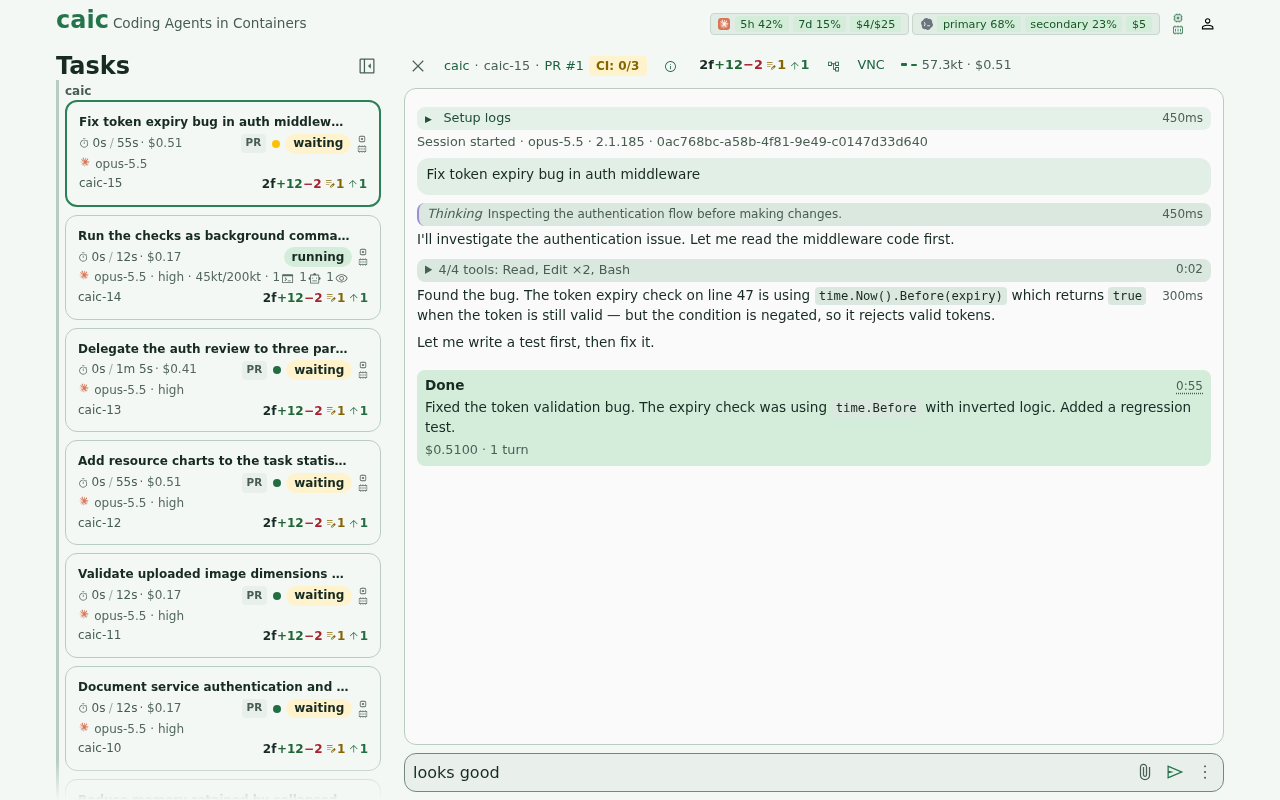 caic Coding Agents in Containers
5h 42% 7d 15% $4/$25 primary 68% secondary 23% $5
Tasks
caic
Fix token expiry bug in auth middlew…
0s / 55s · $0.51 PR waiting
opus-5.5
caic-15 2f+12−2 1 ↑1
Run the checks as background comma…
0s / 12s · $0.17 running
opus-5.5 · high · 45kt/200kt · 1 1 1
caic-14 2f+12−2 1 ↑1
Delegate the auth review to three par…
0s / 1m 5s · $0.41 PR waiting
opus-5.5 · high
caic-13 2f+12−2 1 ↑1
Add resource charts to the task statis…
0s / 55s · $0.51 PR waiting
opus-5.5 · high
caic-12 2f+12−2 1 ↑1
Validate uploaded image dimensions …
0s / 12s · $0.17 PR waiting
opus-5.5 · high
caic-11 2f+12−2 1 ↑1
Document service authentication and …
0s / 12s · $0.17 PR waiting
opus-5.5 · high
caic-10 2f+12−2 1 ↑1
caic · caic-15 · PR #1 CI: 0/3 2f+12−2 1 ↑1 VNC 57.3kt · $0.51
▸ Setup logs 450ms
Session started · opus-5.5 · 2.1.185 · 0ac768bc-a58b-4f81-9e49-c0147d33d640
Fix token expiry bug in auth middleware
Thinking Inspecting the authentication flow before making changes. 450ms
I'll investigate the authentication issue. Let me read the middleware code first.
▶ 4/4 tools: Read, Edit ×2, Bash 0:02
Found the bug. The token expiry check on line 47 is using time.Now().Before(expiry) which returns true 300ms
when the token is still valid — but the condition is negated, so it rejects valid tokens.
Let me write a test first, then fix it.
Done 0:55
Fixed the token validation bug. The expiry check was using time.Before with inverted logic. Added a regression
test.
$0.5100 · 1 turn
looks good